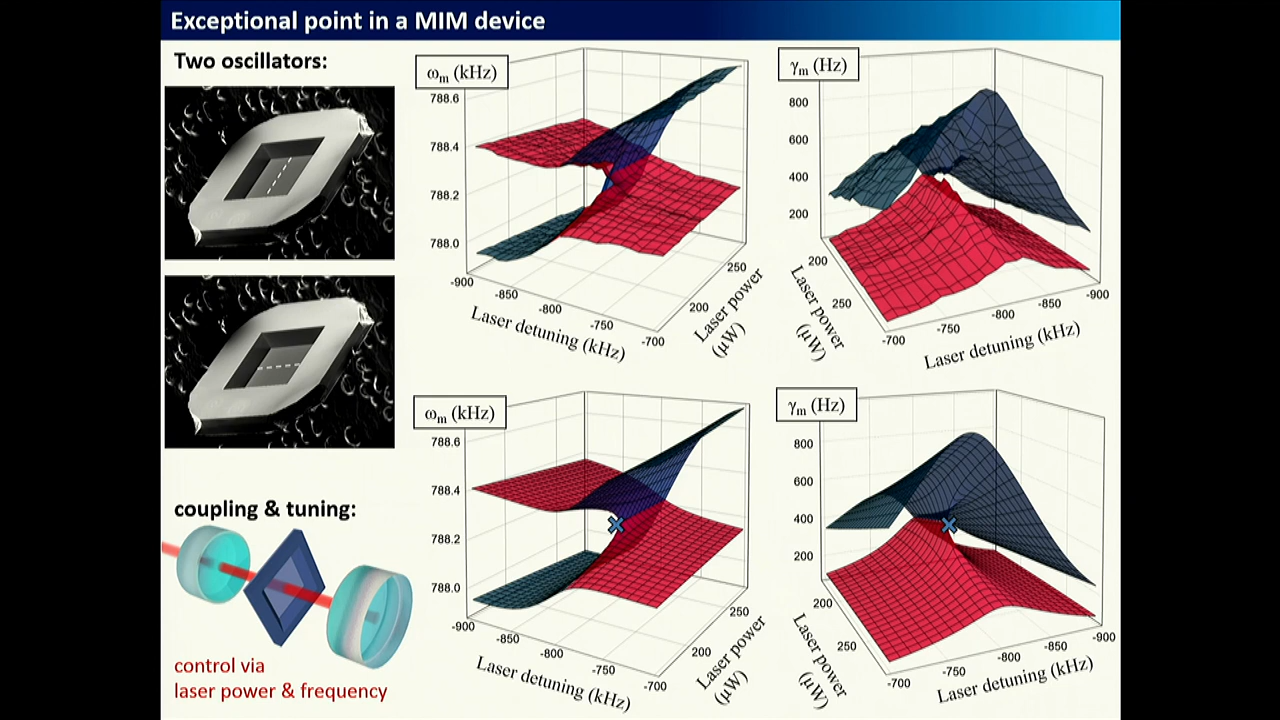 Exceptional point in a MIM device
Two oscillators:
coupling & tuning:
control via
laser power & frequency
ωm (kHz)
788.6
788.4
788.2
788.0
-900
-850
-800
-750
-700
Laser detuning (kHz)
200
250
Laser power
(μW)
γm (Hz)
800
600
400
200
200
250
Laser power
(μW)
-700
-750
-800
-850
-900
Laser detuning (kHz)
ωm (kHz)
788.6
788.4
788.2
788.0
-900
-850
-800
-750
-700
Laser detuning (kHz)
200
250
Laser power
(μW)
γm (Hz)
800
600
400
200
200
250
Laser power
(μW)
-700
-750
-800
-850
-900
Laser detuning (kHz)